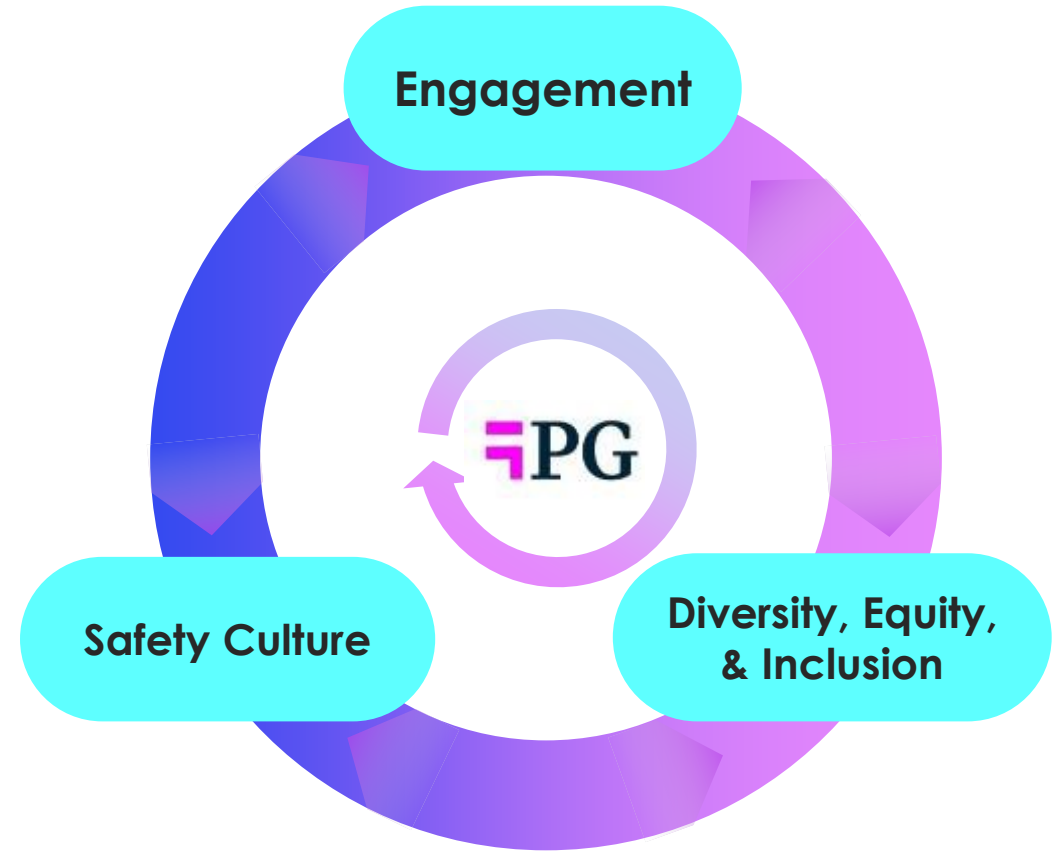 Engagement
PG
Safety Culture
Diversity, Equity,
& Inclusion